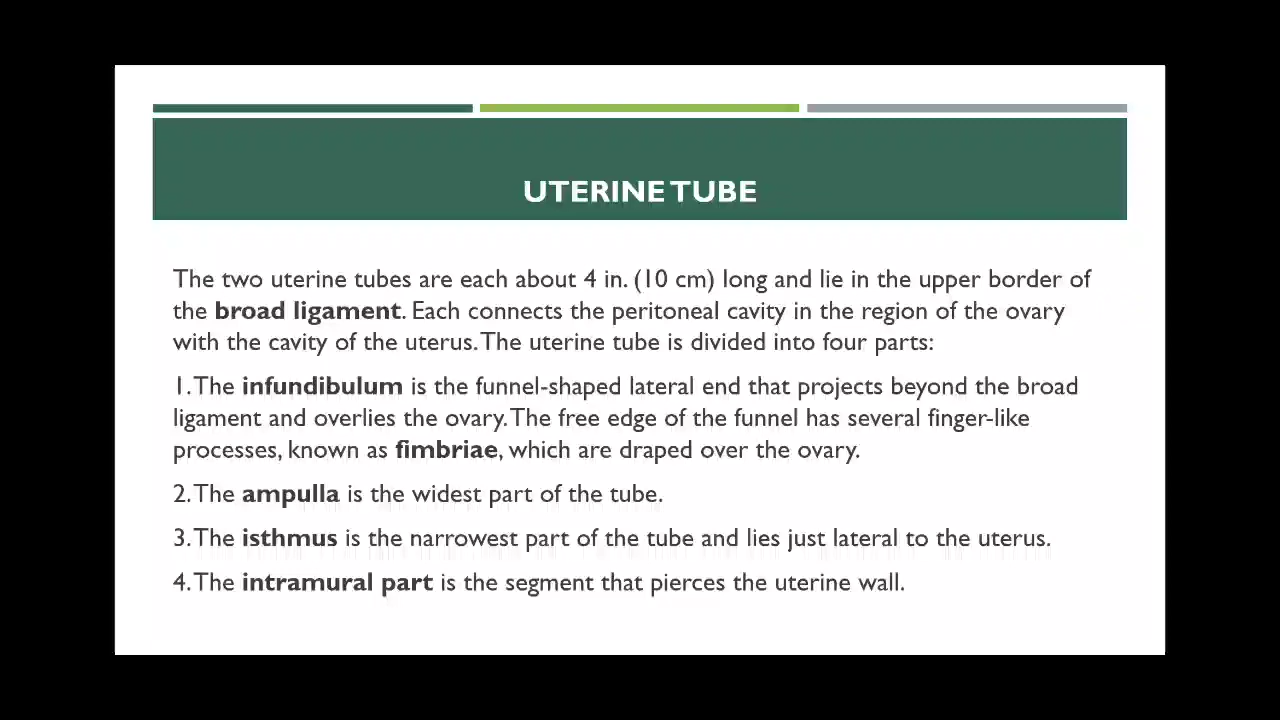 UTERINE TUBE
The two uterine tubes are each about 4 in. (10 cm) long and lie in the upper border of
the broad ligament. Each connects the peritoneal cavity in the region of the ovary
with the cavity of the uterus. The uterine tube is divided into four parts:
1. The infundibulum is the funnel-shaped lateral end that projects beyond the broad
ligament and overlies the ovary. The free edge of the funnel has several finger-like
processes, known as fimbriae, which are draped over the ovary.
2. The ampulla is the widest part of the tube.
3. The isthmus is the narrowest part of the tube and lies just lateral to the uterus.
4. The intramural part is the segment that pierces the uterine wall.